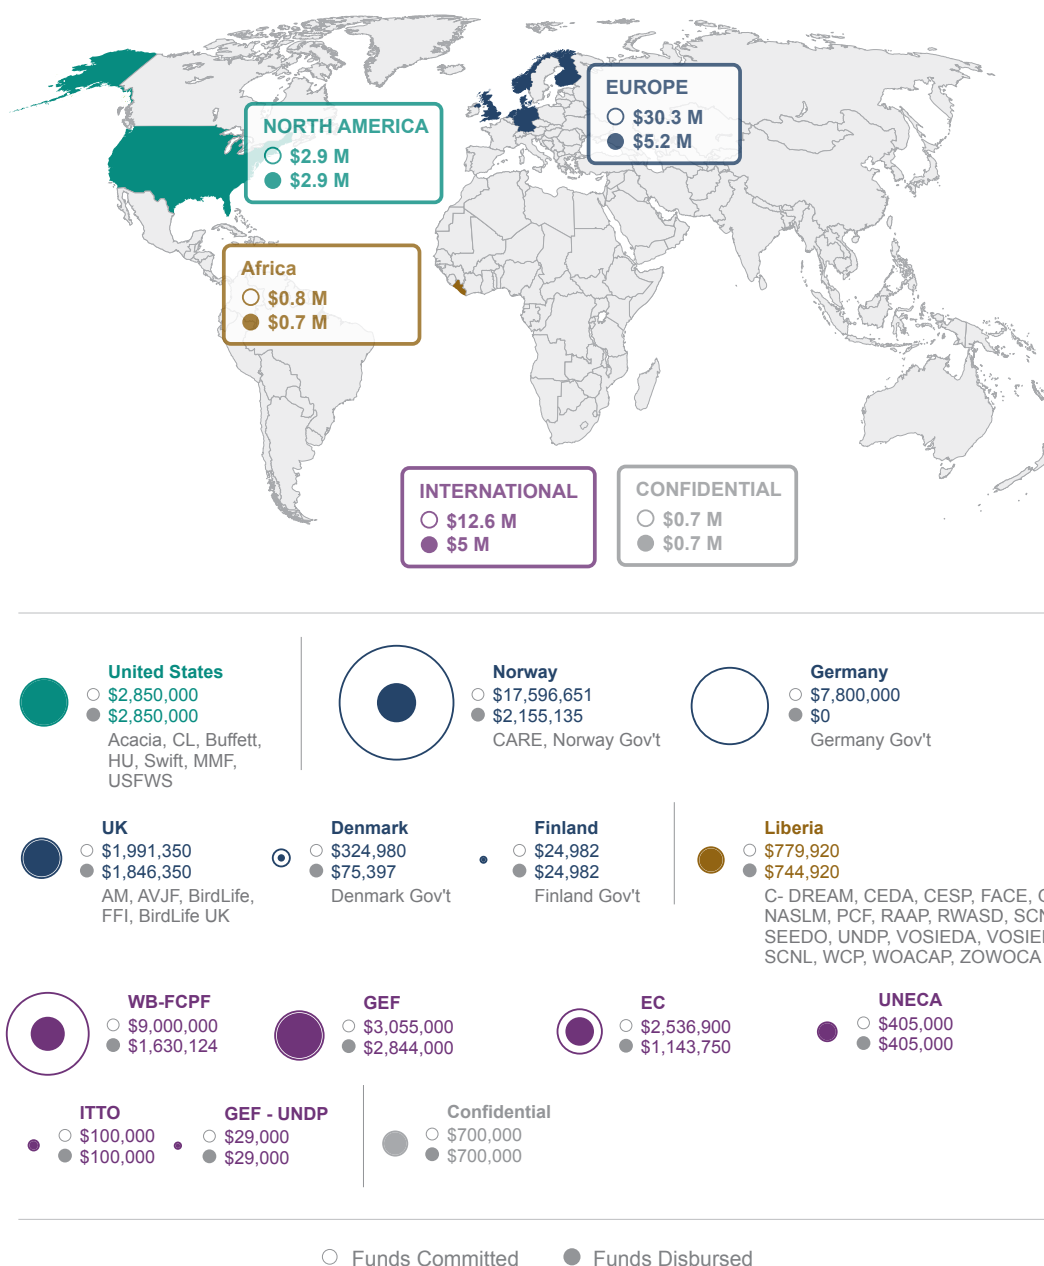 EUROPE
$30.3 M
$5.2 M
NORTH AMERICA
$2.9 M
$2.9 M
Africa
$0.8 M
$0.7 M
INTERNATIONAL
$12.6 M
$5 M
CONFIDENTIAL
$0.7 M
$0.7 M
United States
$2,850,000
$2,850,000
Acacia, CL, Buffett,
HU, Swift, MMF,
USFWS
Norway
$17,596,651
$2,155,135
CARE, Norway Gov't
Germany
$7,800,000
$0
Germany Gov't
UK
$1,991,350
$1,846,350
AM, AVJF, BirdLife,
FFI, BirdLife UK
Denmark
$324,980
$75,397
Denmark Gov't
Finland
$24,982
$24,982
Finland Gov't
Liberia
$779,920
$744,920
C- DREAM, CEDA, CESP, FACE,
NASLM, PCF, RAAP, RWASD,
SEEDO, UNDP, VOSIEDA,
SCNL, WCP, WOACAP, ZOWOCA
WB-FCPF
$9,000,000
$1,630,124
GEF
$3,055,000
$2,844,000
EC
$2,536,900
$1,143,750
UNECA
$405,000
$405,000
ITTO
$100,000
$100,000
GEF - UNDP
$29,000
$29,000
Confidential
$700,000
$700,000
Funds Committed
Funds Disbursed